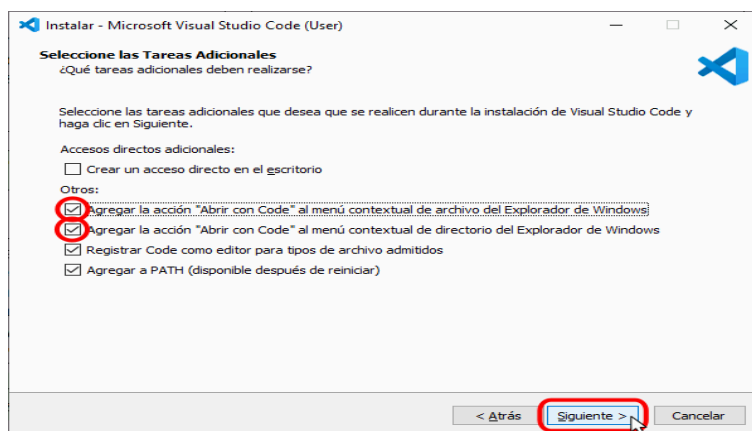 Instalar - Microsoft Visual Studio Code (User)
Seleccione las Tareas Adicionales
¿Qué tareas adicionales deben realizarse?
Seleccione las tareas adicionales que desea que se realicen durante la instalación de Visual Studio Code y
haga clic en Siguiente.
Accesos directos adicionales:
Crear un acceso directo en el escritorio
Otros:
Agregar la acción "Abrir con Code" al menú contextual de archivo del Explorador de Windows
Agregar la acción "Abrir con Code" al menú contextual de directorio del Explorador de Windows
Registrar Code como editor para tipos de archivo admitidos
Agregar a PATH (disponible después de reiniciar)
< Atrás Siguiente > Cancelar